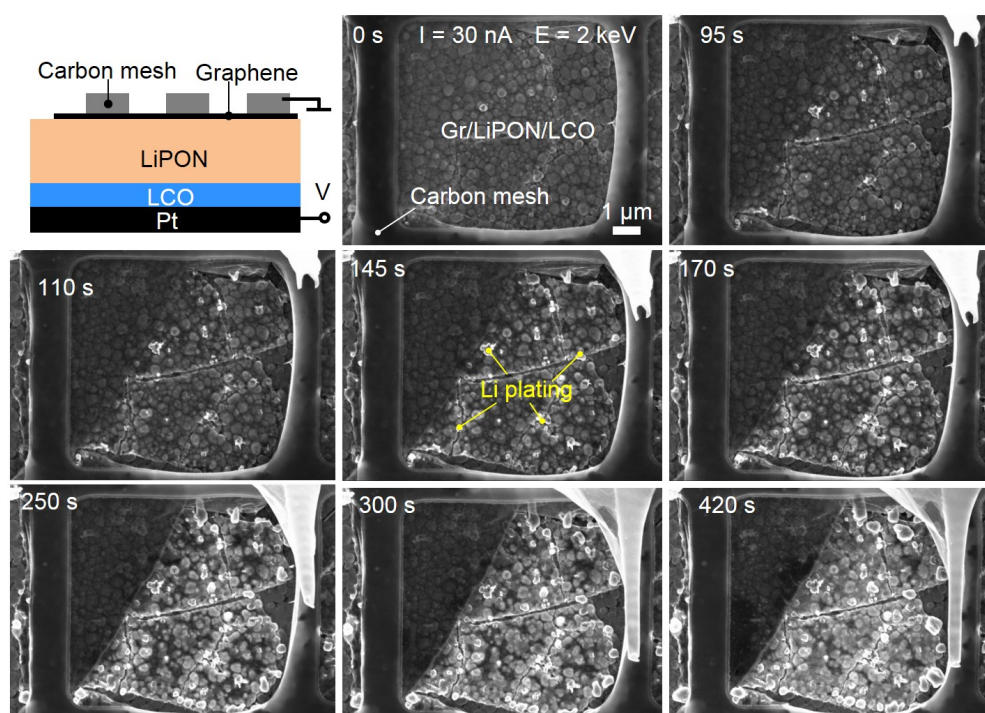 Carbon mesh
Graphene
LiPON
LCO
Pt
V
0 s I = 30 nA E = 2 keV
Gr/LiPON/LCO
Carbon mesh
1 µm
95 s
110 s
145 s
Li plating
170 s
250 s
300 s
420 s